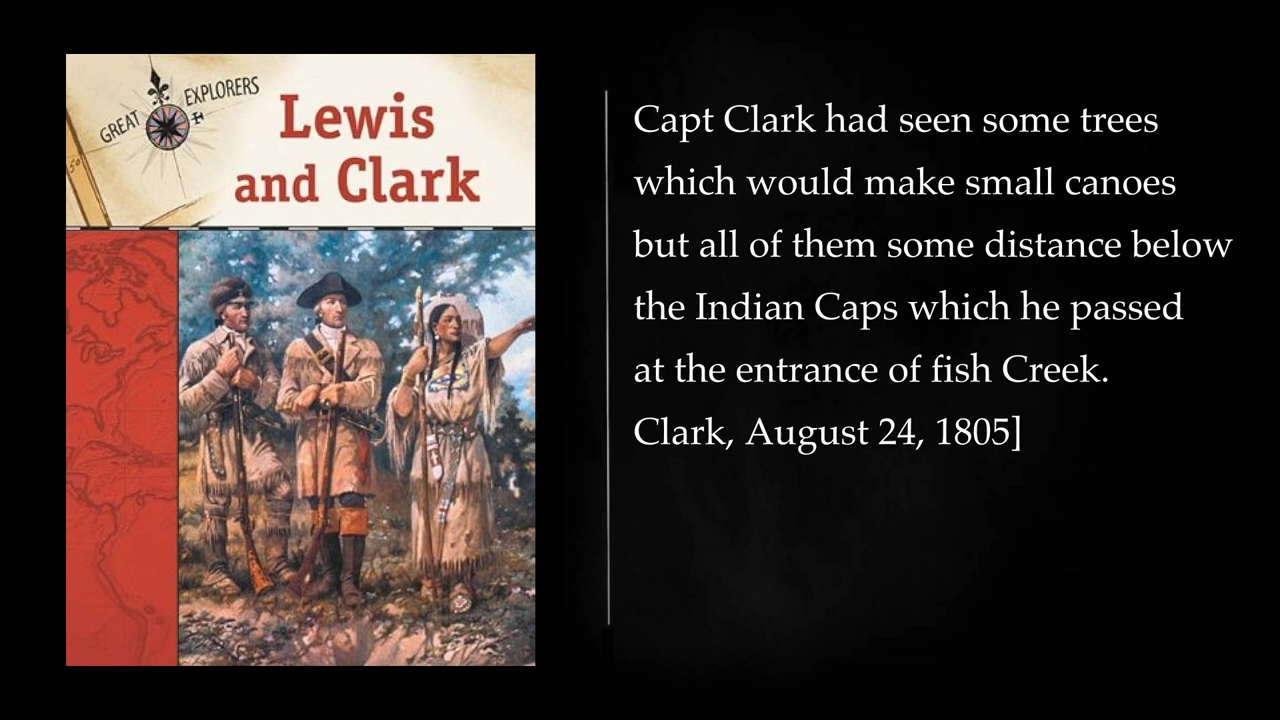 GREAT EXPLORERS
Lewis
and Clark
Capt Clark had seen some trees
which would make small canoes
but all of them some distance below
the Indian Caps which he passed
at the entrance of fish Creek.
Clark, August 24, 1805]